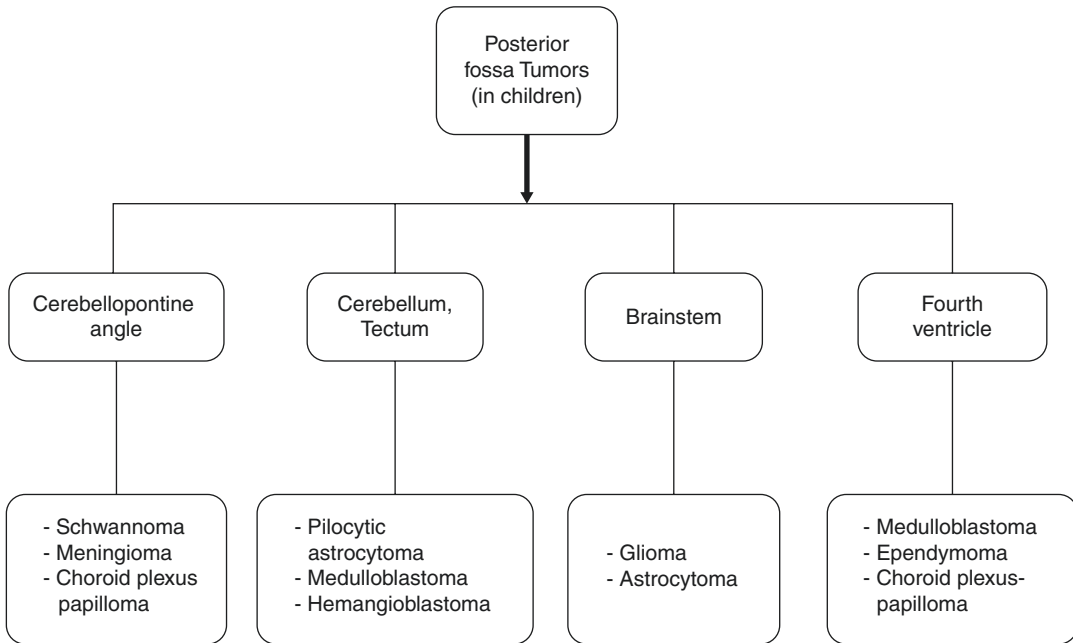 Posterior
fossa Tumors
(in children)
Cerebellopontine
angle
Cerebellum,
Tectum
Brainstem
Fourth
ventricle
- Schwannoma
- Meningioma
- Choroid plexus
papilloma
- Pilocytic
astrocytoma
- Medulloblastoma
- Hemangioblastoma
- Glioma
- Astrocytoma
- Medulloblastoma
- Ependymoma
- Choroid plexus-
papilloma